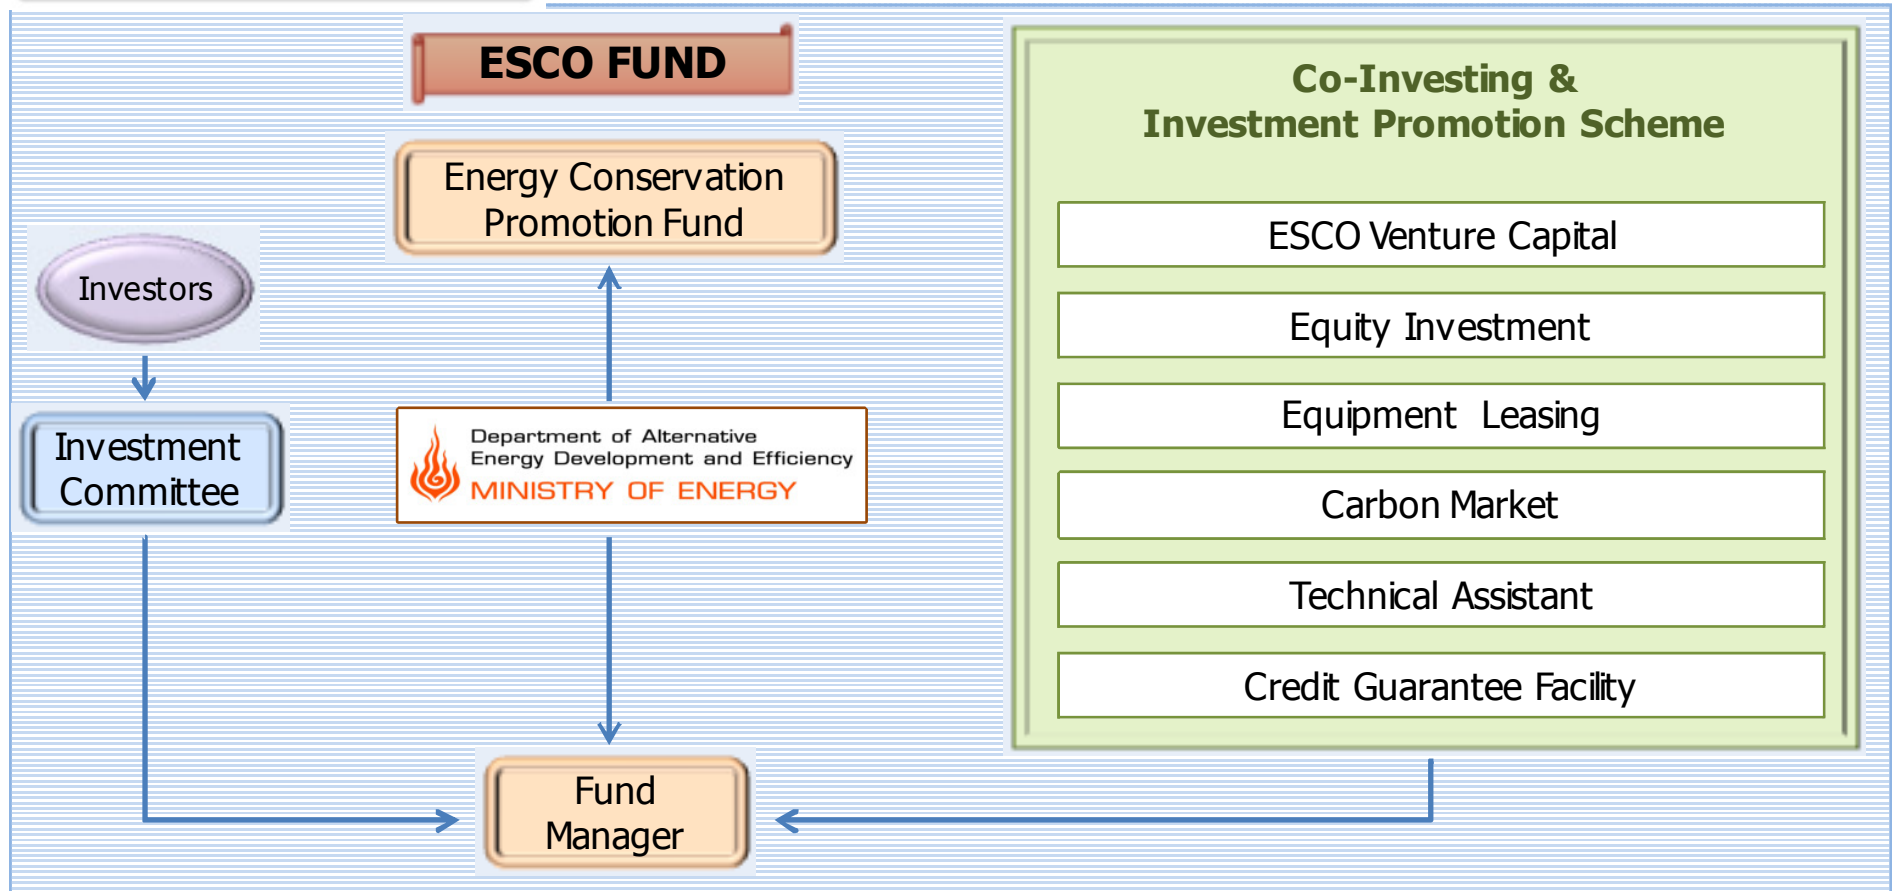 ESCO FUND
Energy Conservation
Promotion Fund
Investors
Investment
Committee
Department of Alternative
Energy Development and Efficiency
MINISTRY OF ENERGY
Fund
Manager
Co-Investing &
Investment Promotion Scheme
ESCO Venture Capital
Equity Investment
Equipment Leasing
Carbon Market
Technical Assistant
Credit Guarantee Facility